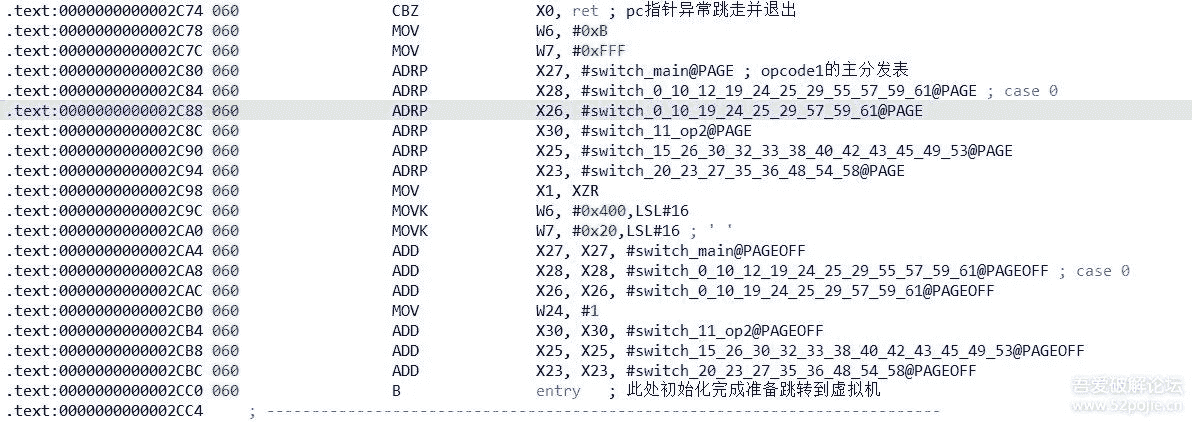 .text:0000000000002C74 060 CBZ X0, ret ; pc指针异常跳走并退出
.text:0000000000002C78 060 MOV W6, #0xB
.text:0000000000002C7C 060 MOV W7, #0xFFF
.text:0000000000002C80 060 ADRP X27, #switch_main@PAGE ; opcode1的主分发表
.text:0000000000002C84 060 ADRP X28, #switch_0_10_12_19_24_25_29_55_57_59_61@PAGE ; case 0
.text:0000000000002C88 060 ADRP X26, #switch_0_10_19_24_25_29_57_59_61@PAGE
.text:0000000000002C8C 060 ADRP X30, #switch_11_op2@PAGE
.text:0000000000002C90 060 ADRP X25, #switch_15_26_30_32_33_38_40_42_43_45_49_53@PAGE
.text:0000000000002C94 060 ADRP X23, #switch_20_23_27_35_36_48_54_58@PAGE
.text:0000000000002C98 060 MOV X1, XZR
.text:0000000000002C9C 060 MOVK W6, #0x400,LSL#16
.text:0000000000002CA0 060 MOVK W7, #0x20,LSL#16 ; ' '
.text:0000000000002CA4 060 ADD X27, X27, #switch_main@PAGEOFF
.text:0000000000002CA8 060 ADD X28, X28, #switch_0_10_12_19_24_25_29_55_57_59_61@PAGEOFF ; case 0
.text:0000000000002CAC 060 ADD X26, X26, #switch_0_10_19_24_25_29_57_59_61@PAGEOFF
.text:0000000000002CB0 060 MOV W24, #1
.text:0000000000002CB4 060 ADD X30, X30, #switch_11_op2@PAGEOFF
.text:0000000000002CB8 060 ADD X25, X25, #switch_15_26_30_32_33_38_40_42_43_45_49_53@PAGEOFF
.text:0000000000002CBC 060 ADD X23, X23, #switch_20_23_27_35_36_48_54_58@PAGEOFF
.text:0000000000002CC0 060 B entry ; 此处初始化完成准备跳转到虚拟机
.text:0000000000002CC4 ; ---------------------------------------------------------------------------
吾爱破解论坛
www.52pojie.cn